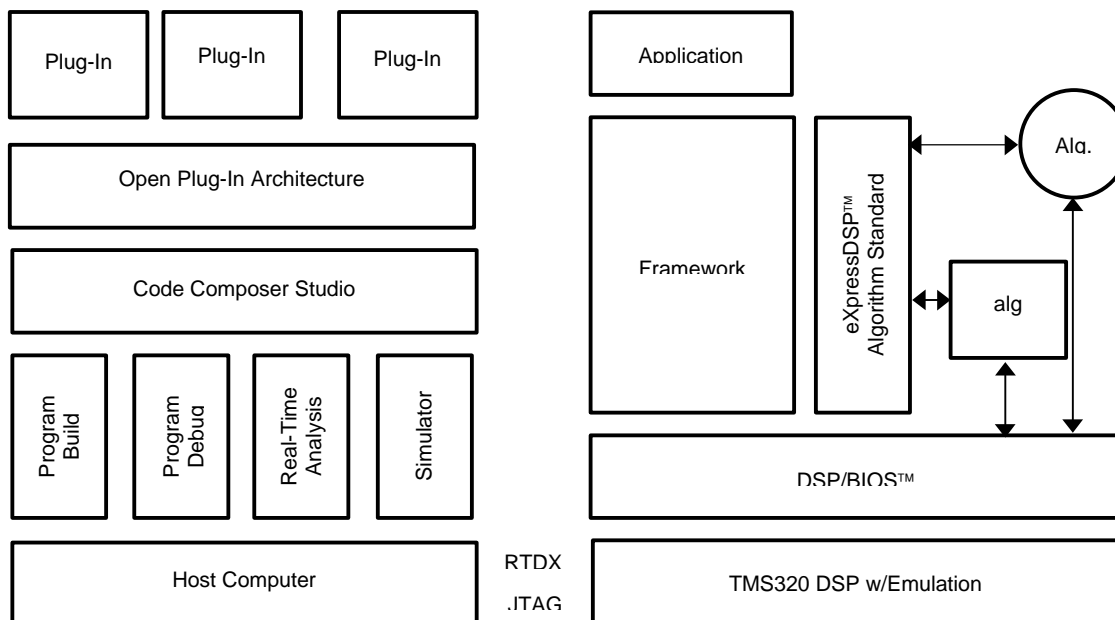 Plug-In
Plug-In
Plug-In
Open Plug-In Architecture
Code Composer Studio
Program
Build
Program
Debug
Real-Time
Analysis
Simulator
Host Computer
RTDX
JTAG
Application
Framework
eXpressDSP™
Algorithm Standard
Alg.
alg
DSP/BIOS™
TMS320 DSP w/Emulation